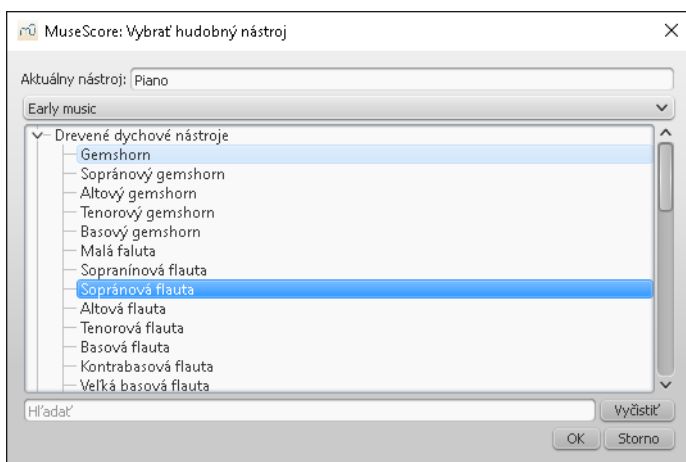 MuseScore: Vybrať hudobný nástroj
Aktuálny nástroj: Piano
Early music
Drevené dychové nástroje
Gemshorn
Sopránový gemshorn
Altový gemshorn
Tenorový gemshorn
Basový gemshorn
Malá faluta
Sopranínová flauta
Sopránová flauta
Altová flauta
Tenorová flauta
Basová flauta
Kontrabasová flauta
Veľká basová flauta
Hľadať Vyčistiť
OK Storno